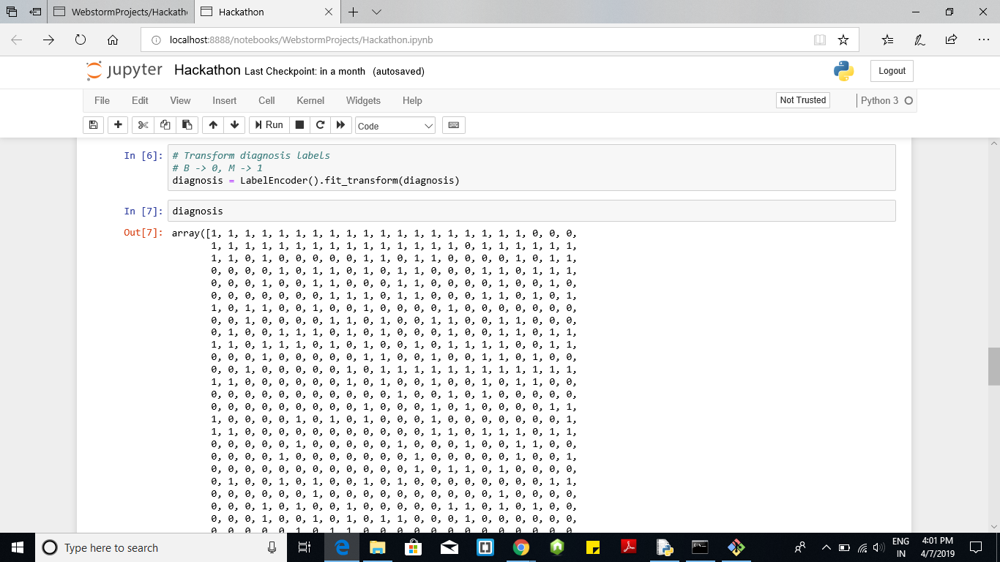 WebstormProjects/Hackath
Hackathon
localhost:8888/notebooks/WebstormProjects/Hackathon.ipynb
jupyter Hackathon Last Checkpoint: in a month (autosaved)
Logout
File Edit View Insert Cell Kernel Widgets Help
Not Trusted
Python 3
Run
Code
In [6]: # Transform diagnosis labels
# B -> 0, M -> 1
diagnosis = LabelEncoder().fit_transform(diagnosis)
In [7]: diagnosis
Out[7]: array([1, 1, 1, 1, 1, 1, 1, 1, 1, 1, 1, 1, 1, 1, 1, 1, 1, 1, 1, 0, 0, 0,
1, 1, 1, 1, 1, 1, 1, 1, 1, 1, 1, 1, 1, 1, 1, 0, 1, 1, 1, 1, 1, 1,
1, 1, 0, 1, 0, 0, 0, 0, 0, 1, 1, 0, 1, 1, 0, 0, 0, 0, 1, 0, 1, 1,
0, 0, 0, 0, 1, 0, 1, 1, 0, 1, 0, 1, 1, 0, 0, 0, 1, 1, 0, 1, 1, 1,
0, 0, 0, 1, 0, 0, 1, 1, 0, 0, 0, 1, 1, 0, 0, 0, 0, 1, 0, 0, 1, 0,
0, 0, 0, 0, 0, 0, 0, 1, 1, 1, 0, 1, 1, 0, 0, 0, 1, 1, 0, 1, 0, 1,
1, 0, 1, 1, 0, 0, 1, 0, 0, 1, 0, 0, 0, 0, 1, 0, 0, 0, 0, 0, 0, 0,
0, 0, 1, 0, 0, 0, 0, 1, 1, 0, 1, 0, 0, 1, 1, 0, 0, 1, 1, 0, 0, 0,
0, 1, 0, 0, 1, 1, 1, 0, 1, 0, 1, 0, 0, 0, 1, 0, 0, 1, 1, 0, 1, 1,
1, 1, 0, 1, 1, 1, 0, 1, 0, 1, 0, 0, 1, 0, 1, 1, 1, 1, 0, 0, 1, 1,
0, 0, 0, 1, 0, 0, 0, 0, 0, 1, 1, 0, 0, 1, 0, 0, 1, 1, 0, 1, 0, 0,
0, 0, 1, 0, 0, 0, 0, 0, 1, 0, 1, 1, 1, 1, 1, 1, 1, 1, 1, 1, 1, 1,
1, 1, 0, 0, 0, 0, 0, 0, 1, 0, 1, 0, 0, 1, 0, 0, 1, 0, 1, 1, 0, 0,
0, 0, 0, 0, 0, 0, 0, 0, 0, 0, 0, 1, 0, 0, 1, 0, 1, 0, 0, 0, 0, 0,
0, 0, 0, 0, 0, 0, 0, 0, 0, 1, 0, 0, 0, 1, 0, 1, 0, 0, 0, 0, 1, 1,
1, 0, 0, 0, 0, 1, 0, 1, 0, 1, 0, 0, 0, 1, 0, 0, 0, 0, 0, 0, 0, 1,
1, 1, 0, 0, 0, 0, 0, 0, 0, 0, 0, 0, 0, 1, 1, 0, 1, 1, 1, 0, 1, 1,
0, 0, 0, 0, 0, 1, 0, 0, 0, 0, 0, 1, 0, 0, 0, 1, 0, 0, 1, 1, 0, 0,
0, 0, 0, 0, 1, 0, 0, 0, 0, 0, 0, 0, 1, 0, 0, 0, 0, 1, 0, 0, 1,
0, 0, 0, 0, 0, 0, 0, 0, 0, 0, 0, 0, 1, 0, 1, 1, 0, 1, 0, 0, 0, 0,
0, 1, 0, 0, 1, 0, 1, 0, 0, 1, 0, 1, 0, 0, 0, 0, 0, 0, 0, 0, 1, 1,
0, 0, 0, 0, 0, 0, 1, 0, 0, 0, 0, 0, 0, 0, 0, 0, 0, 1, 0, 0, 0, 0,
0, 0, 0, 1, 0, 1, 0, 0, 1, 0, 0, 0, 0, 0, 1, 1, 0, 1, 0, 1, 0, 0,
0, 0, 0, 1, 0, 0, 1, 0, 1, 0, 1, 1, 0, 0, 0, 1, 0, 0, 0, 0, 0, 0,
0, 0, 0, 0, 0, 1, 0, 1, 1, 0, 0, 0, 0, 0, 0, 0, 0, 0, 0, 0, 0, 0,
Type here to search
ENG
IN
4:01 PM
4/7/2019